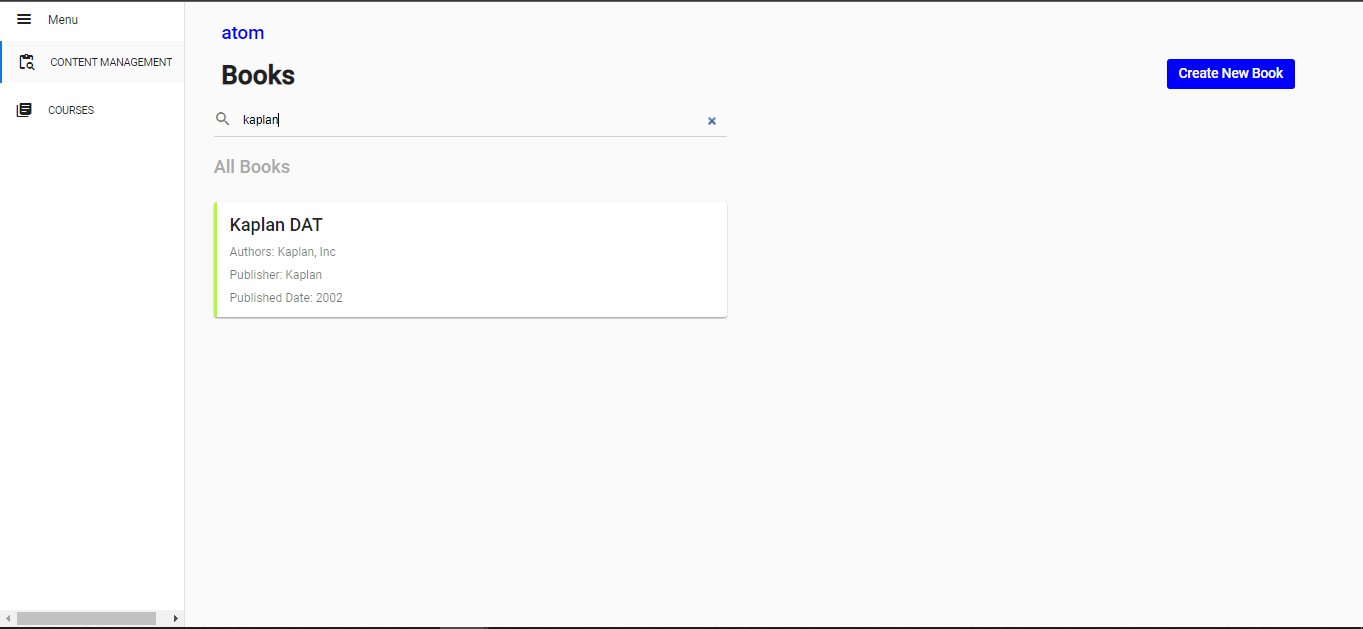 Menu
CONTENT MANAGEMENT
COURSES
atom
Books
Create New Book
kaplan
All Books
Kaplan DAT
Authors: Kaplan, Inc
Publisher: Kaplan
Published Date: 2002